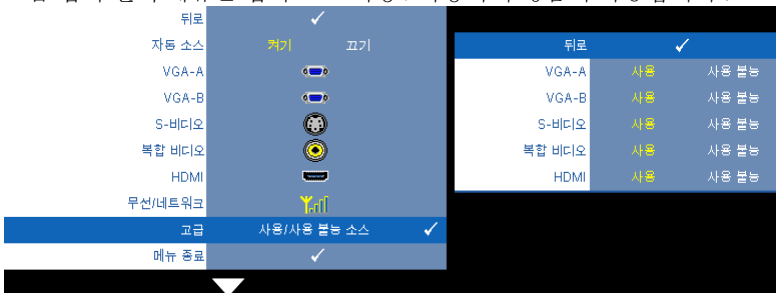 뒤로
자동 소스 켜기 끄기
VGA-A
VGA-B
S-비디오
복합 비디오
HDMI
무선/네트워크
고급 사용/사용 불능 소스
메뉴 종료
뒤로
VGA-A 사용 사용 불능
VGA-B 사용 사용 불능
S-비디오 사용 사용 불능
복합 비디오 사용 사용 불능
HDMI 사용 사용 불능